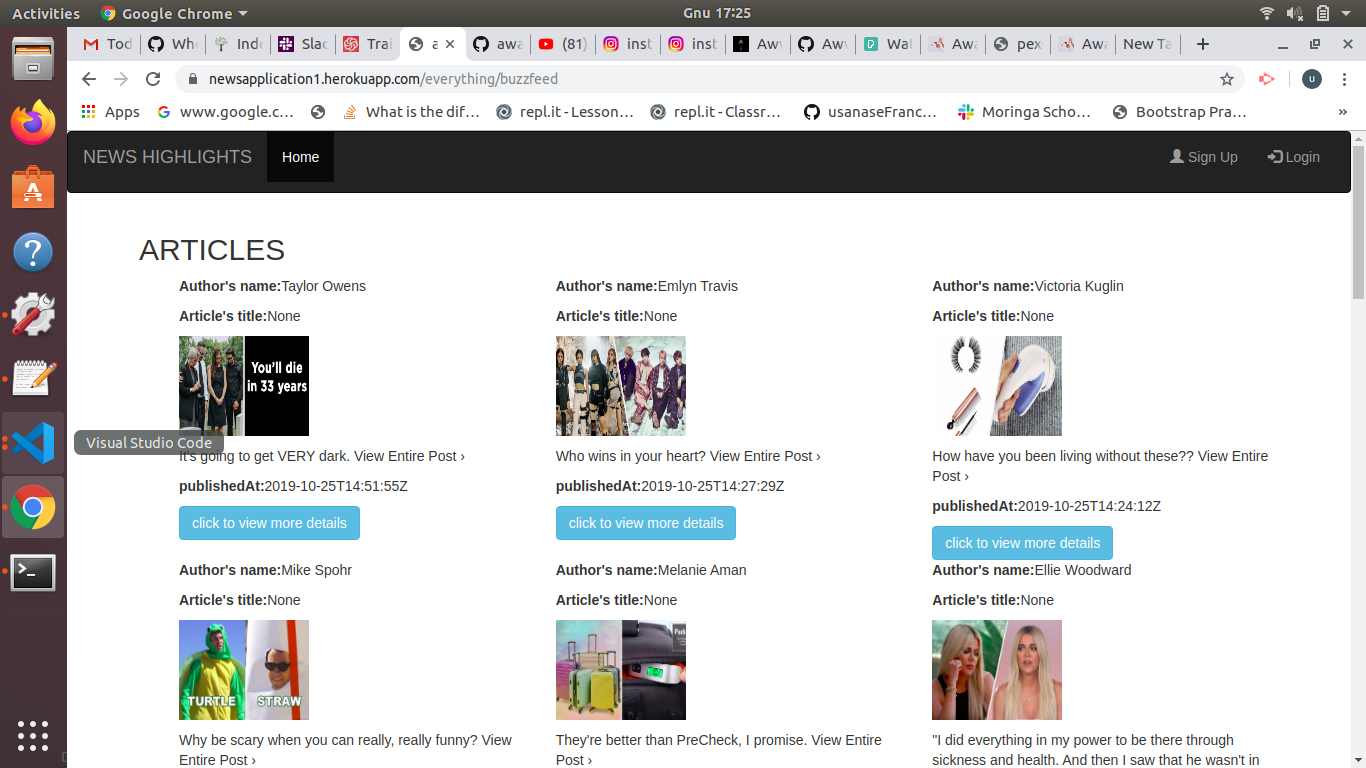 Activities Google Chrome Gnu 17:25
Tod Who Inde Slac Trai a awa (81) inst inst Awv Awv Wat Awa pex Awa New Ta
newsapplication1.herokuapp.com/everything/buzzfeed u
Apps www.google.c… What is the dif… repl.it - Lesson… repl.it - Classr… usanaseFranc… Moringa Scho… Bootstrap Pra… »
NEWS HIGHLIGHTS Home Sign Up Login
ARTICLES
Author's name:Taylor Owens Emlyn Travis
Author's name:Emlyn Travis
Author's name:Victoria Kuglin
Article's title:None
Article's title:None
Article's title:None
You'll die
in 33 years
It's going to get VERY dark. View Entire Post ›
Who wins in your heart? View Entire Post ›
How have you been living without these?? View Entire
Post ›
Visual Studio Code
publishedAt:2019-10-25T14:51:55Z
publishedAt:2019-10-25T14:27:29Z
publishedAt:2019-10-25T14:24:12Z
click to view more details
click to view more details
click to view more details
Author's name:Mike Spohr
Author's name:Melanie Aman
Author's name:Ellie Woodward
Article's title:None
Article's title:None
Article's title:None
TURTLE STRAW
Why be scary when you can really, really funny? View
Entire Post ›
They're better than PreCheck, I promise. View Entire
Post ›
"I did everything in my power to be there through
sickness and health. And then I saw that he wasn't in